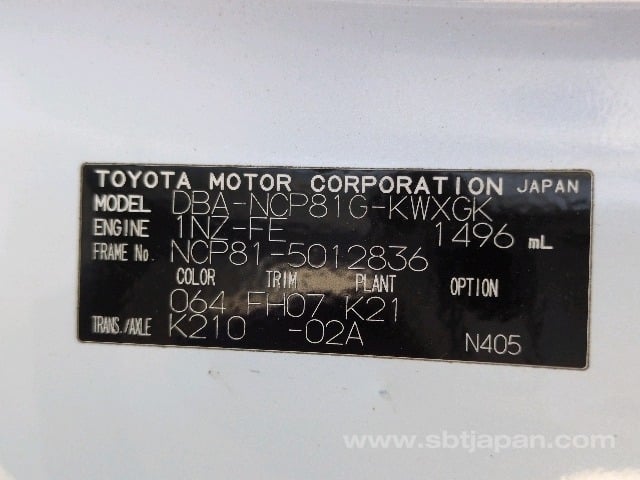 TOYOTA MOTOR CORPORATION JAPAN
MODEL DBA-NCP81G-KWXGK
ENGINE 1NZ-FE 1496 mL
FRAME No. NCP81-5012836
COLOR TRIM PLANT OPTION
064 FH07 K21
TRANS./AXLE K210 -02A N405
www.sbtjapan.com